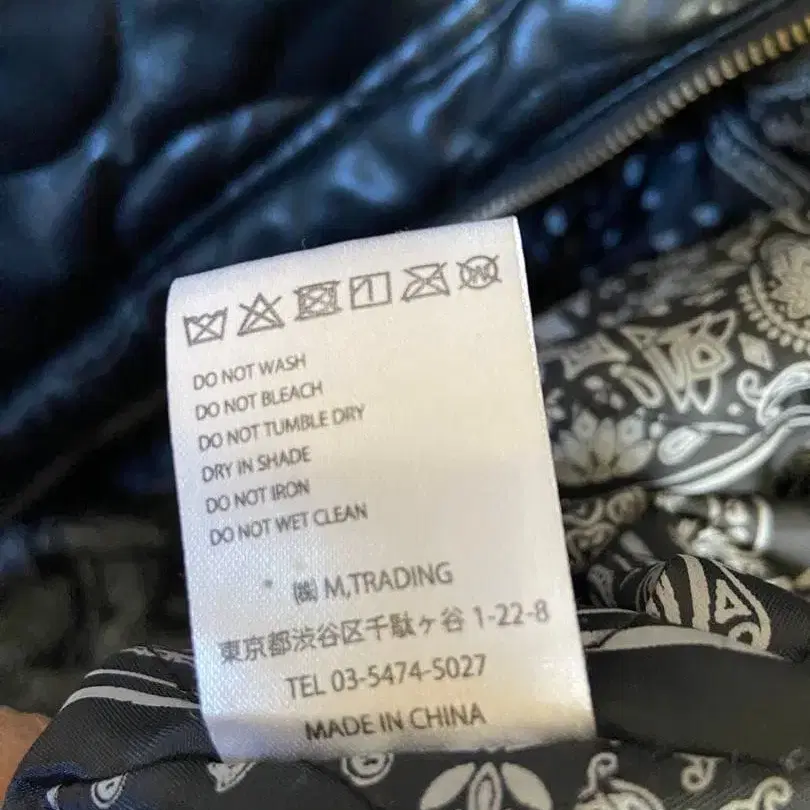 DO NOT WASH
DO NOT BLEACH
DO NOT TUMBLE DRY
DRY IN SHADE
DO NOT IRON
DO NOT WET CLEAN
㈱ M,TRADING
東京都渋谷区千駄ヶ谷 1-22-8
TEL 03-5474-5027
MADE IN CHINA